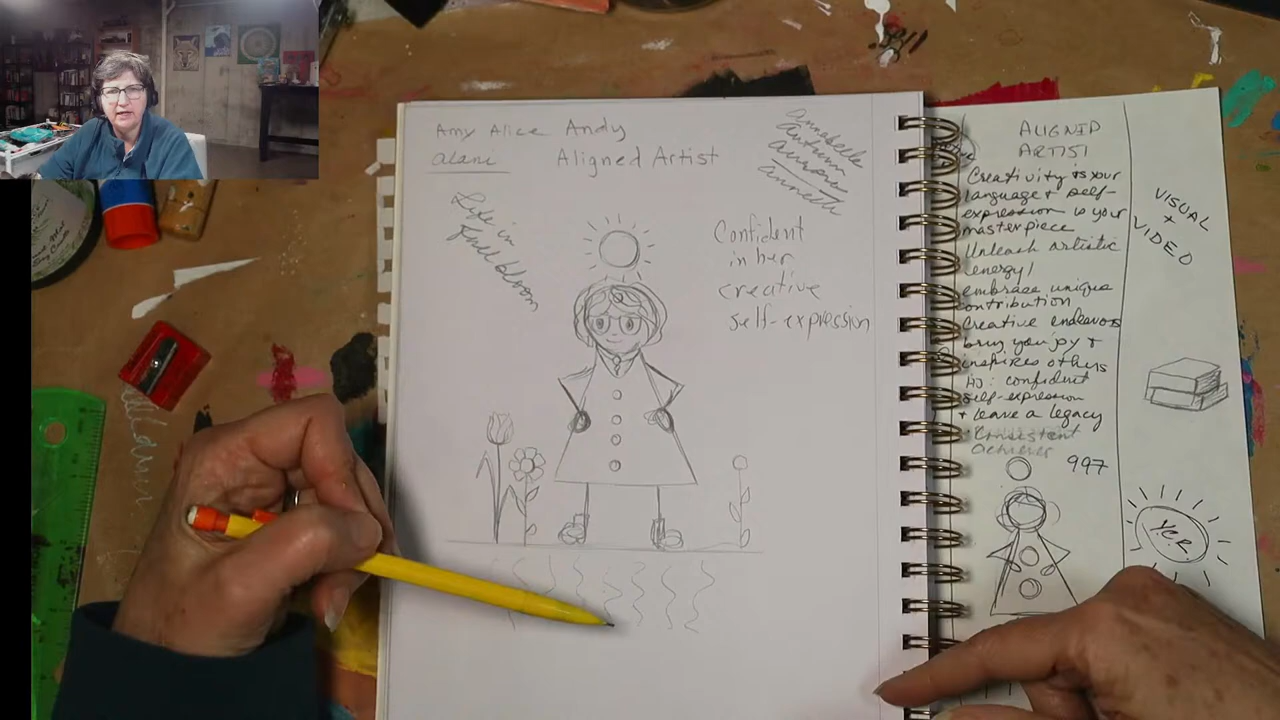 Amy Alice Andy
Alani
Aligned Artist
Annabelle
Autumn
Aurora
Annette
Life in
full bloom
Confident
in her
creative
self-expression
ALIGNED
ARTIST
Creativity is your
language & self-
expression is your
masterpiece
Unleash artistic
energy!
embrace unique
contribution
Creative endeavors
bring you joy &
inspires others
confident
self-expression
+ leave a legacy
Consistent
Achiever
997
VISUAL
+
VIDEO